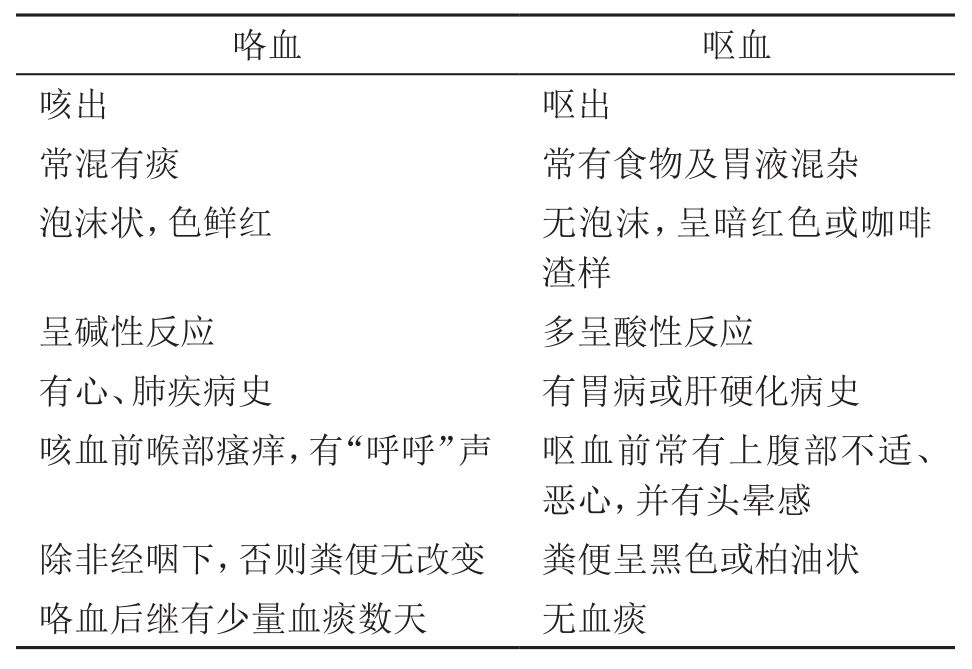 咯血 呕血
咳出 呕出
常混有痰 常有食物及胃液混杂
泡沫状，色鲜红 无泡沫，呈暗红色或咖啡
渣样
呈碱性反应 多呈酸性反应
有心、肺疾病史 有胃病或肝硬化病史
咳血前喉部瘙痒，有“呼呼”声 呕血前常有上腹部不适、
恶心，并有头晕感
除非经咽下，否则粪便无改变 粪便呈黑色或柏油状
咯血后继有少量血痰数天 无血痰